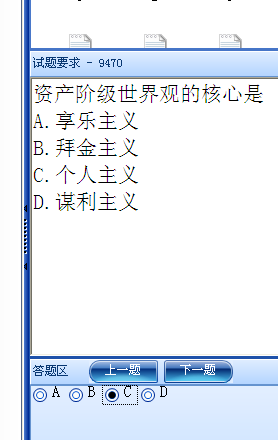 试题要求 - 9470
资产阶级世界观的核心是
A.享乐主义
B.拜金主义
C.个人主义
D.谋利主义
答题区 上一题 下一题
A B C D